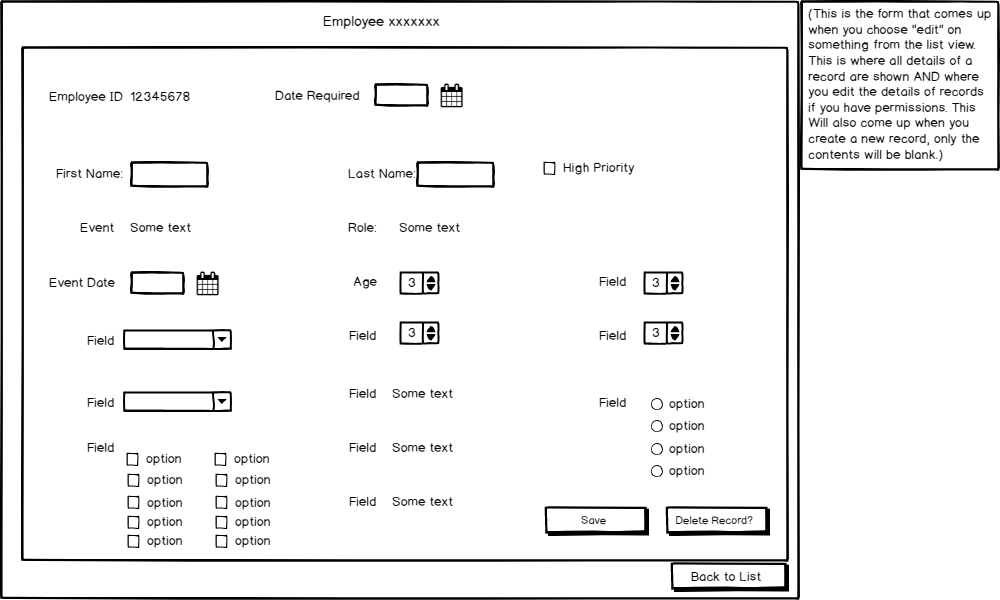 Employee xxxxxxx
(This is the form that comes up
when you choose "edit" on
something from the list view.
This is where all details of a
record are shown AND where
you edit the details of records
if you have permissions. This
Will also come up when you
create a new record, only the
contents will be blank.)
Employee ID 12345678 Date Required
First Name: Last Name: High Priority
Event Some text Role: Some text
Event Date Age 3 Field 3
Field Field 3 Field 3
Field Field Some text Field option
option
Field Field Some text option
option option option
option option
option option Field Some text
option option Save Delete Record?
option option
Back to List